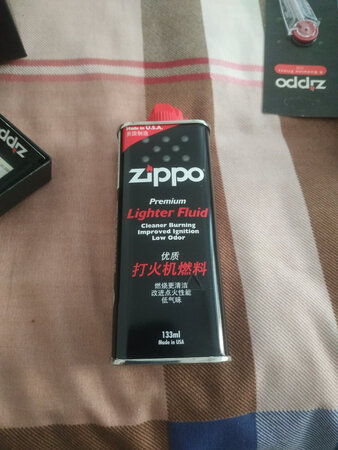 Made in U.S.A.
美国制造
zippo
Premium
Lighter Fluid
Cleaner Burning
Improved Ignition
Low Odor
优质
打火机燃料
燃烧更清洁
改进点火性能
低气味
133ml
Made in USA
zippo